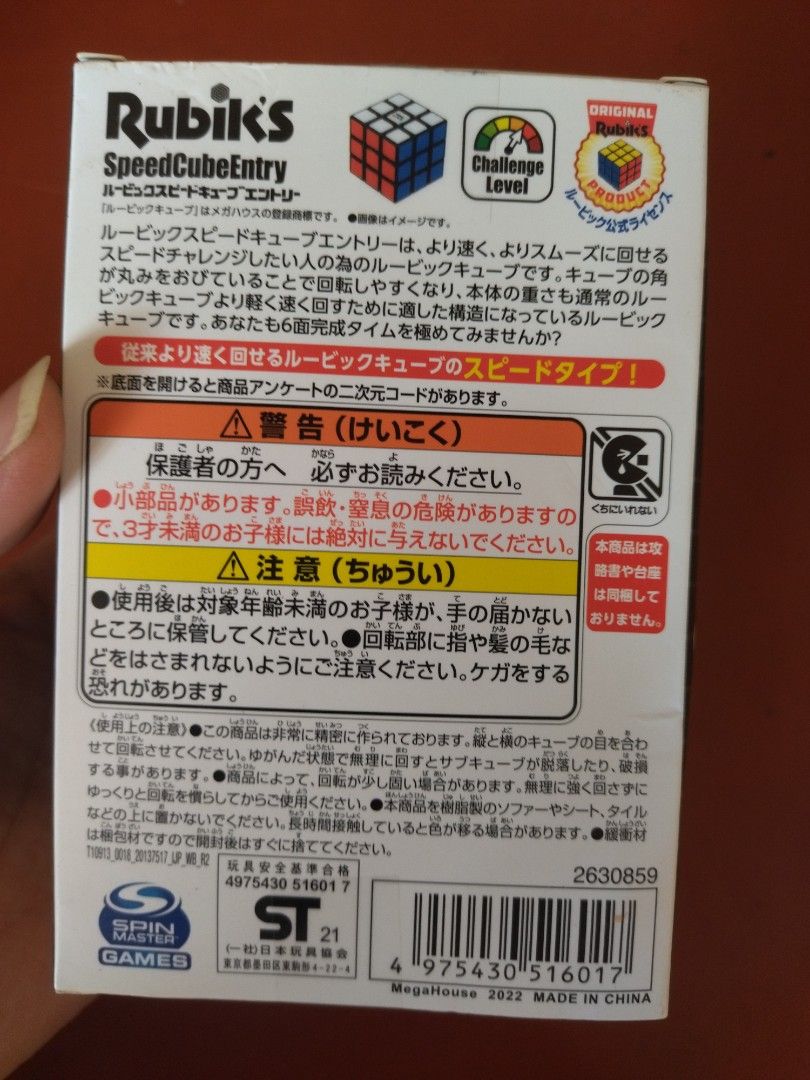 Rubik's
SpeedCubeEntry
ルービックスピードキューブエントリー
「ルービックキューブ」はメガハウスの登録商標です。 ●画像はイメージです。
Challenge
Level
ORIGINAL
Rubik's
PRODUCT
ルービック公式ライセンス
ルービックスピードキューブエントリーは、より速く、よりスムーズに回せる
スピードチャレンジしたい人の為のルービックキューブです。キューブの角
が丸みをおびていることで回転しやすくなり、本体の重さも通常のルー
ビックキューブより軽く速く回すために適した構造になっているルービック
キューブです。あなたも6面完成タイムを極めてみませんか?
従来より速く回せるルービックキューブのスピードタイプ!
※底面を開けると商品アンケートの二次元コードがあります。
警告(けいこく)
保護者の方へ 必ずお読みください。
●小部品があります。誤飲・窒息の危険がありますの
で、3才未満のお子様には絶対に与えないでください。
くちにいれない
注意(ちゅうい)
●使用後は対象年齢未満のお子様が、手の届かない
ところに保管してください。●回転部に指や髪の毛な
どをはさまれないようにご注意ください。ケガをする
恐れがあります。
本商品は攻
略書や台座
は同梱して
おりません。
《使用上の注意》●この商品は非常に精密に作られております。縦と横のキューブの目を合わ
せて回転させてください。ゆがんだ状態で無理に回すとサブキューブが脱落したり、破損
する事があります。●商品によって、回転が少し固い場合があります。無理に強く回さずに
ゆっくりと回転を慣らしてからご使用ください。●本商品を樹脂製のソファーやシート、タイル
などの上に置かないでください。長時間接触していると色が移る場合があります。●緩衝材
は梱包材ですので開封後はすぐに捨ててください。
T10913_0018_20137517_UP_WB_R2
SPIN
MASTER
GAMES
玩具安全基準合格
4975430 51601 7
ST 21
(一社)日本玩具協会
東京都墨田区東駒形4-22-4
2630859
4 975430 516017
MegaHouse 2022 MADE IN CHINA